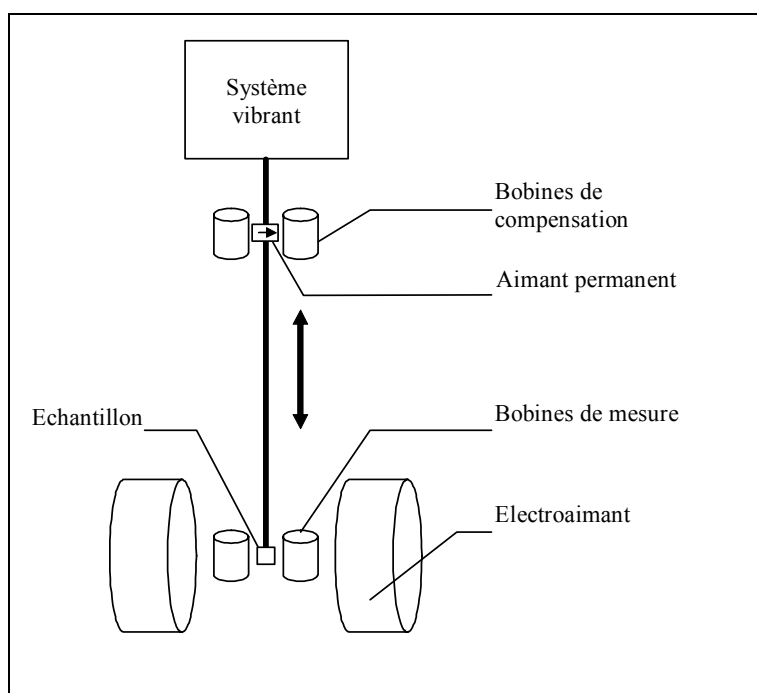 Système
vibrant
Bobines de
compensation
Aimant permanent
Echantillon
Bobines de mesure
Electroaimant